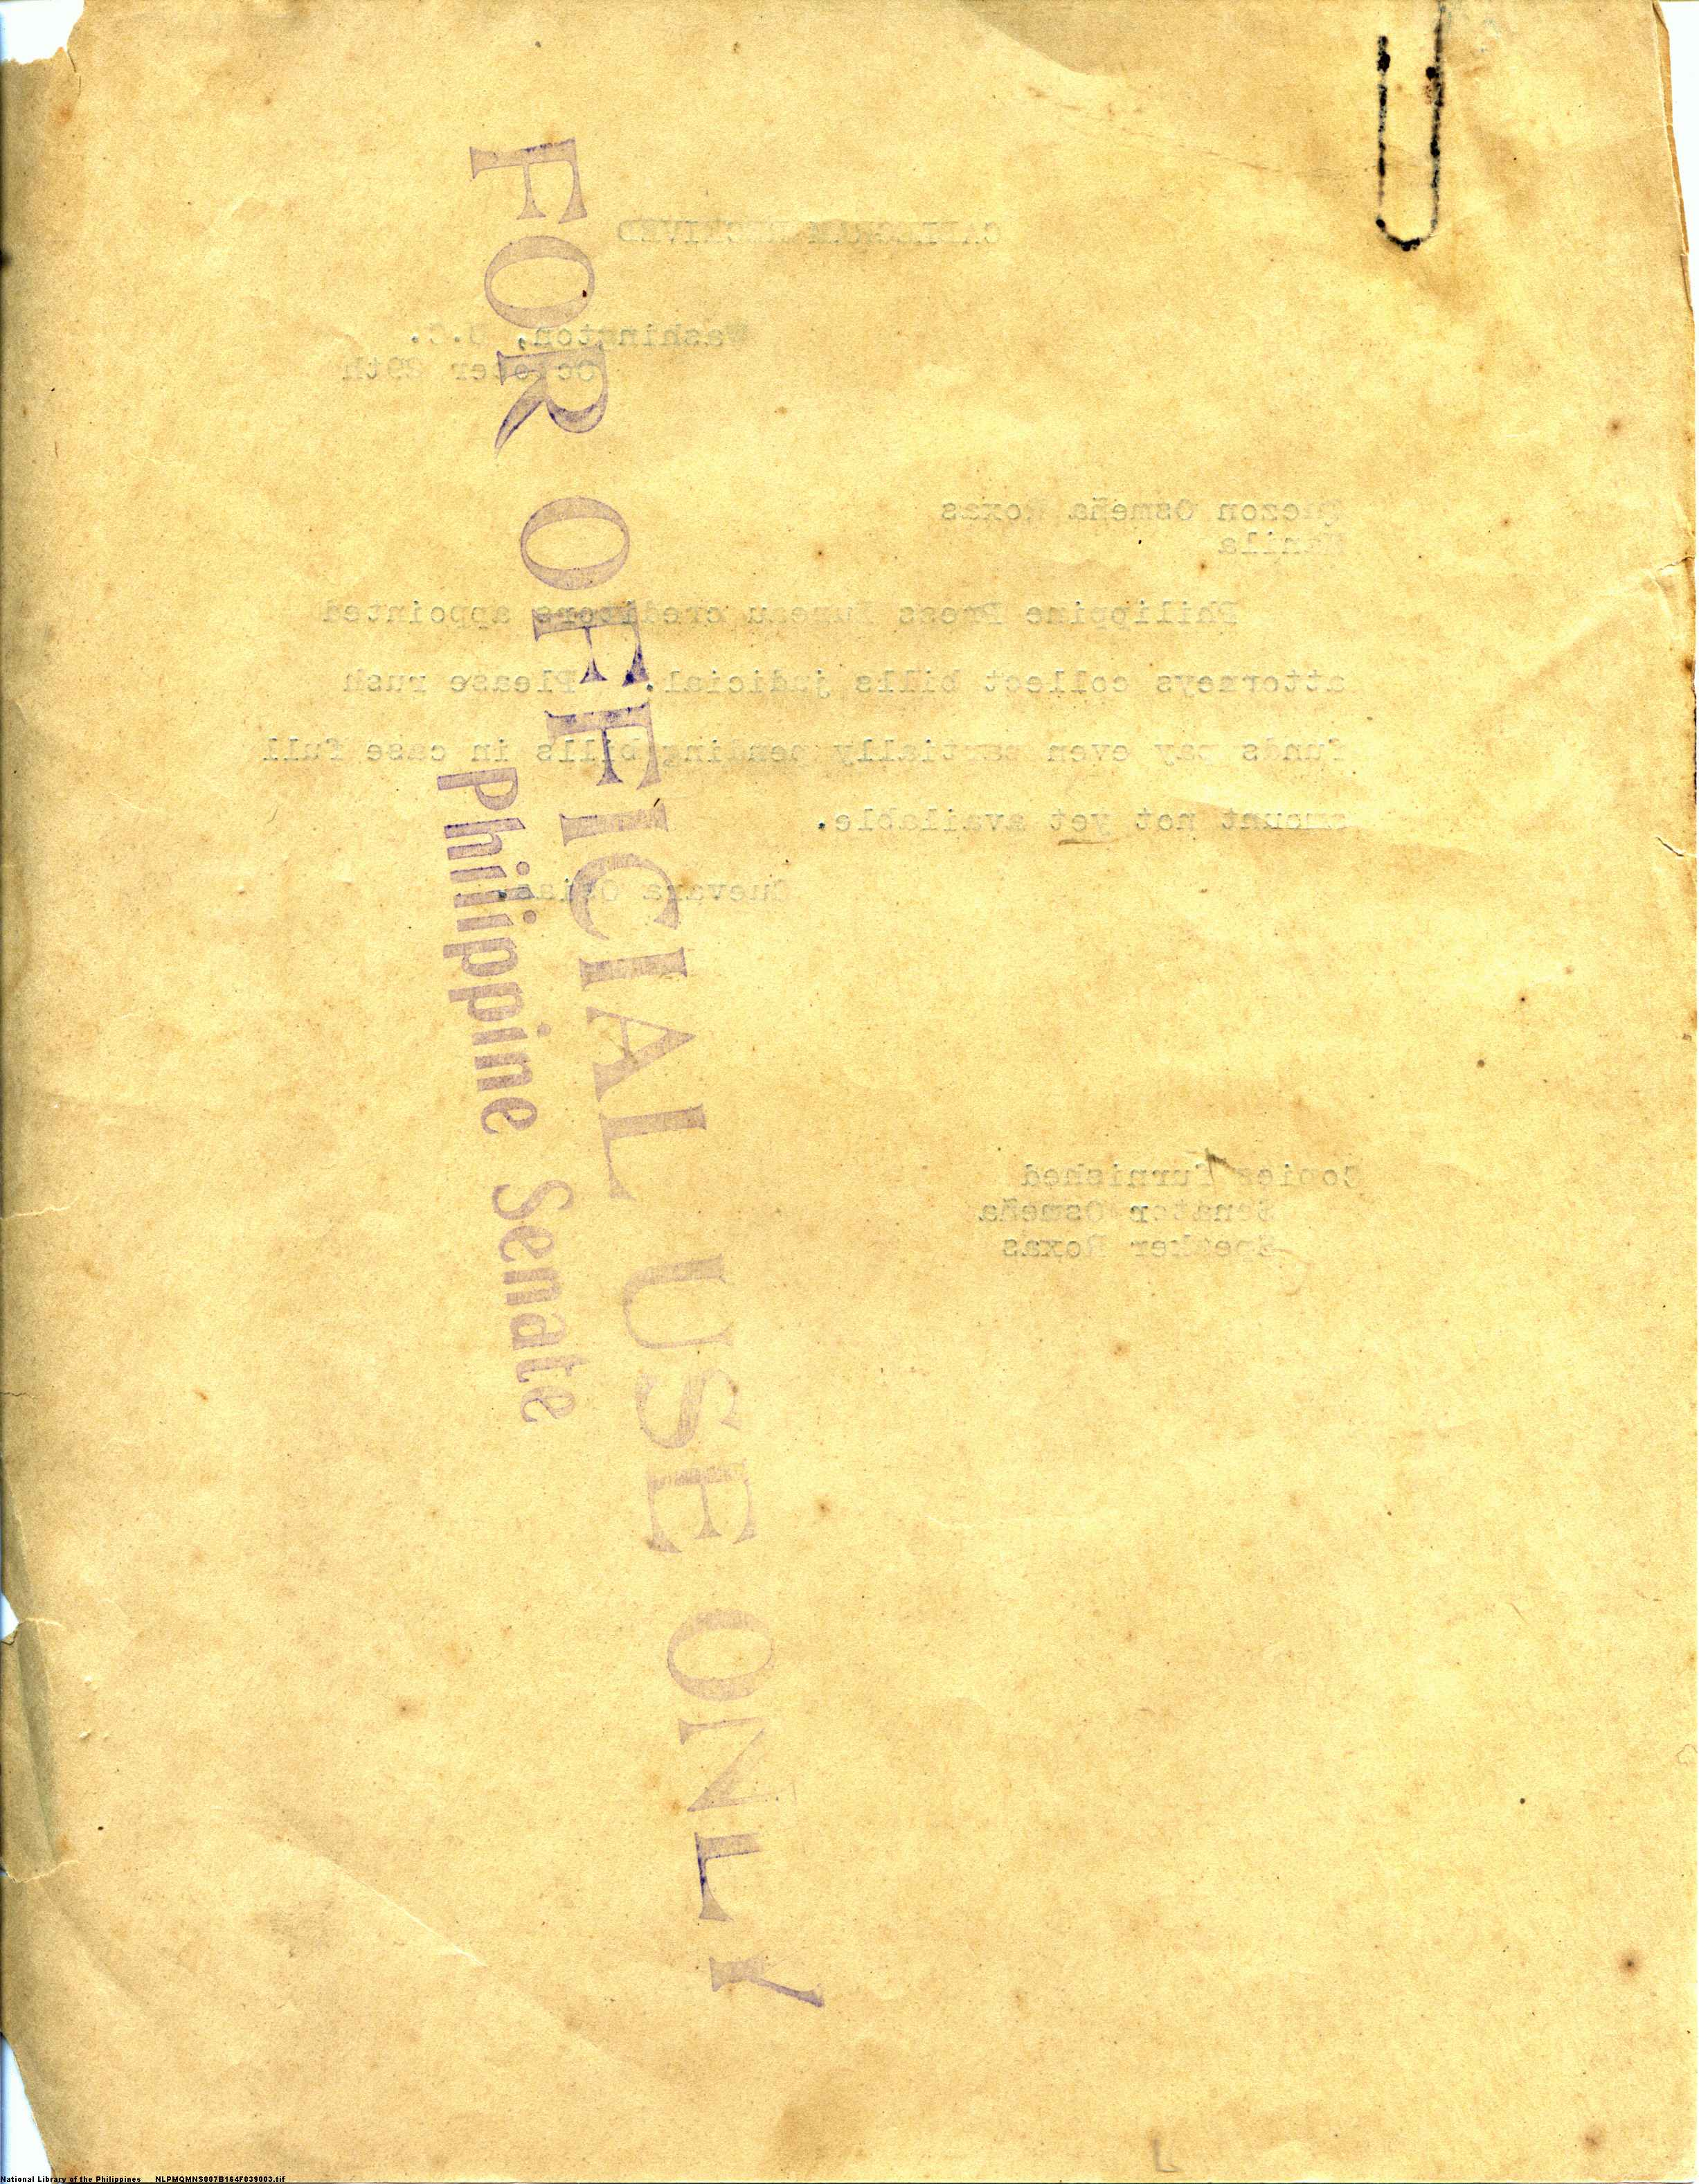 CABLEGRAM RECEIVED
Washington, D.C.
October 29th
Quezon Osmeña Roxas
Manila
Philippine Press Bureau creditors appointed
attorneys collect bills judicial. Please rush
funds pay even partially pending bills in case full
amount not yet available.
Guevara Osias.
Copies furnished
Senator Osmeña
Speaker Roxas
FOR OFFICIAL USE ONLY
Philippine Senate
National Library of the Philippines NLPMQMNS007B164F039003.tif